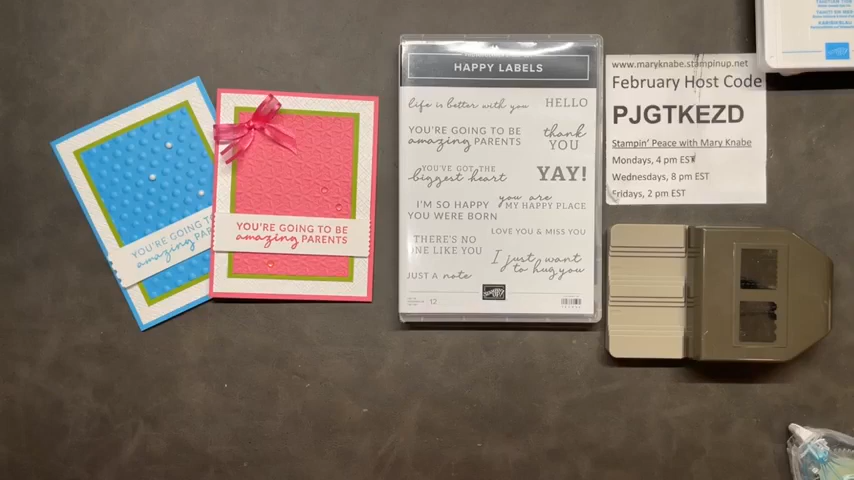 YOU'RE GOING TO
amazing PAR
YOU'RE GOING TO BE
amazing PARENTS
HAPPY LABELS
life is better with you
HELLO
YOU'RE GOING TO BE
amazing PARENTS
thank
YOU
YOU'VE GOT THE
biggest heart
YAY!
I'M SO HAPPY
YOU WERE BORN
you are
MY HAPPY PLACE
LOVE YOU & MISS YOU
THERE'S NO
ONE LIKE YOU
I just want
to hug you
JUST A note
12
www.maryknabe.stampinup.net
February Host Code
PJGTKEZD
Stampin' Peace with Mary Knabe
Mondays, 4 pm EST
Wednesdays, 8 pm EST
Fridays, 2 pm EST